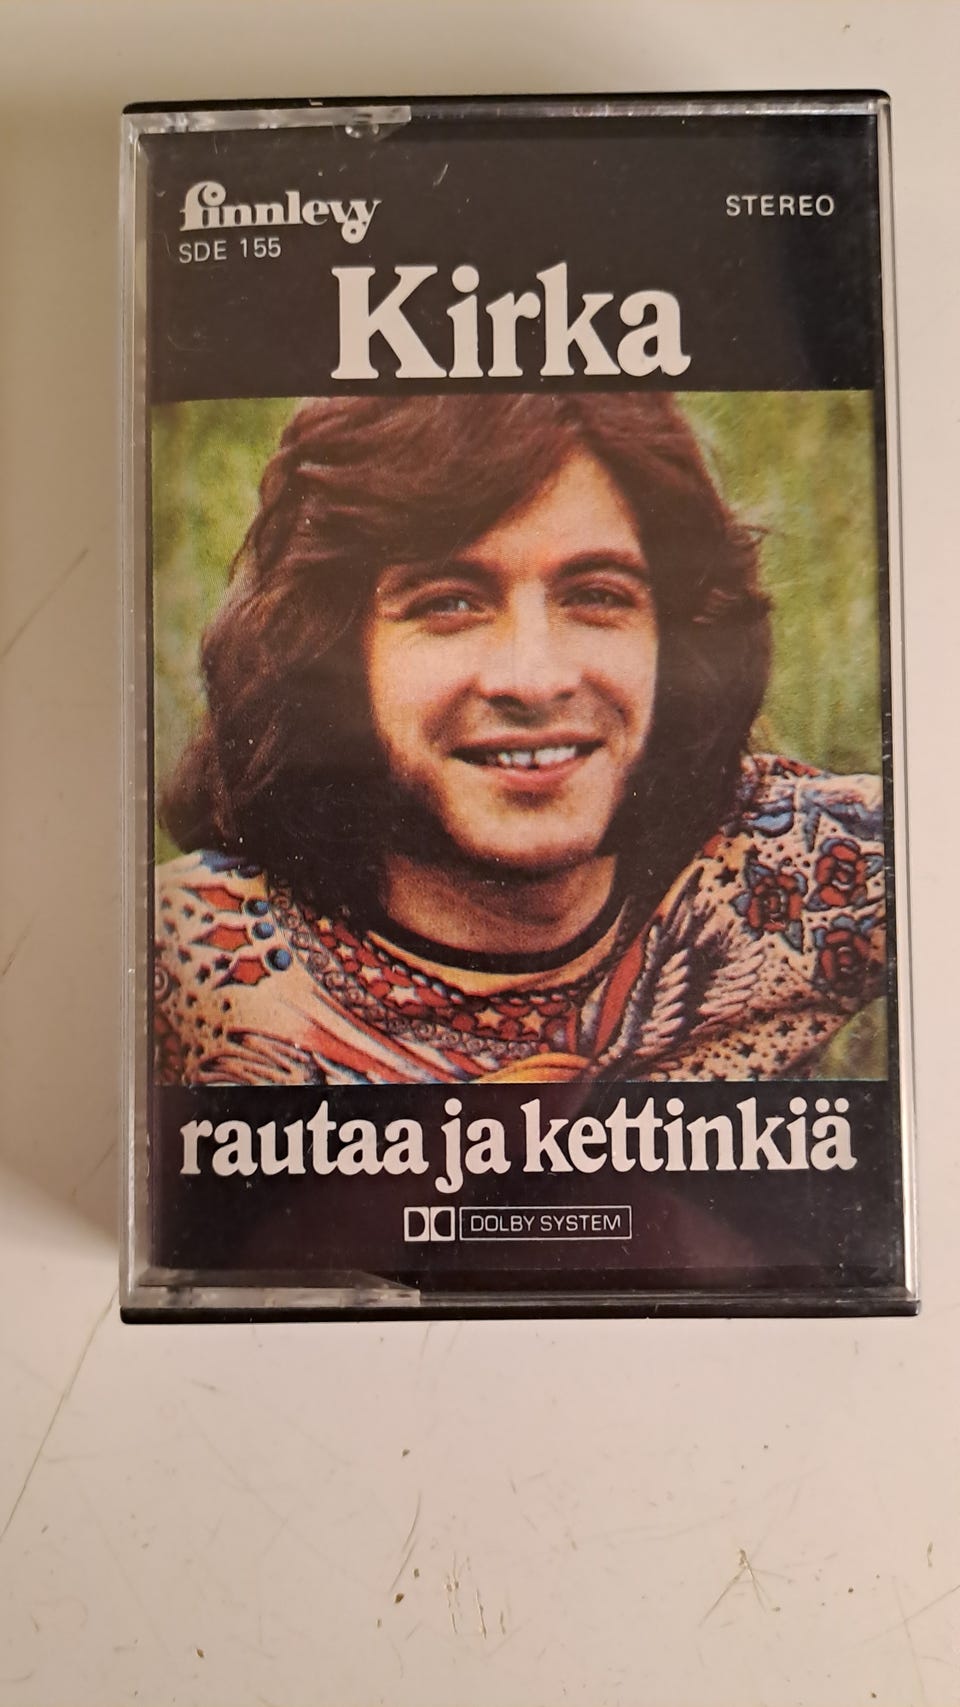 finnlevy
STEREO
SDE 155
Kirka
rautaa ja kettinkiä
DOLBY SYSTEM